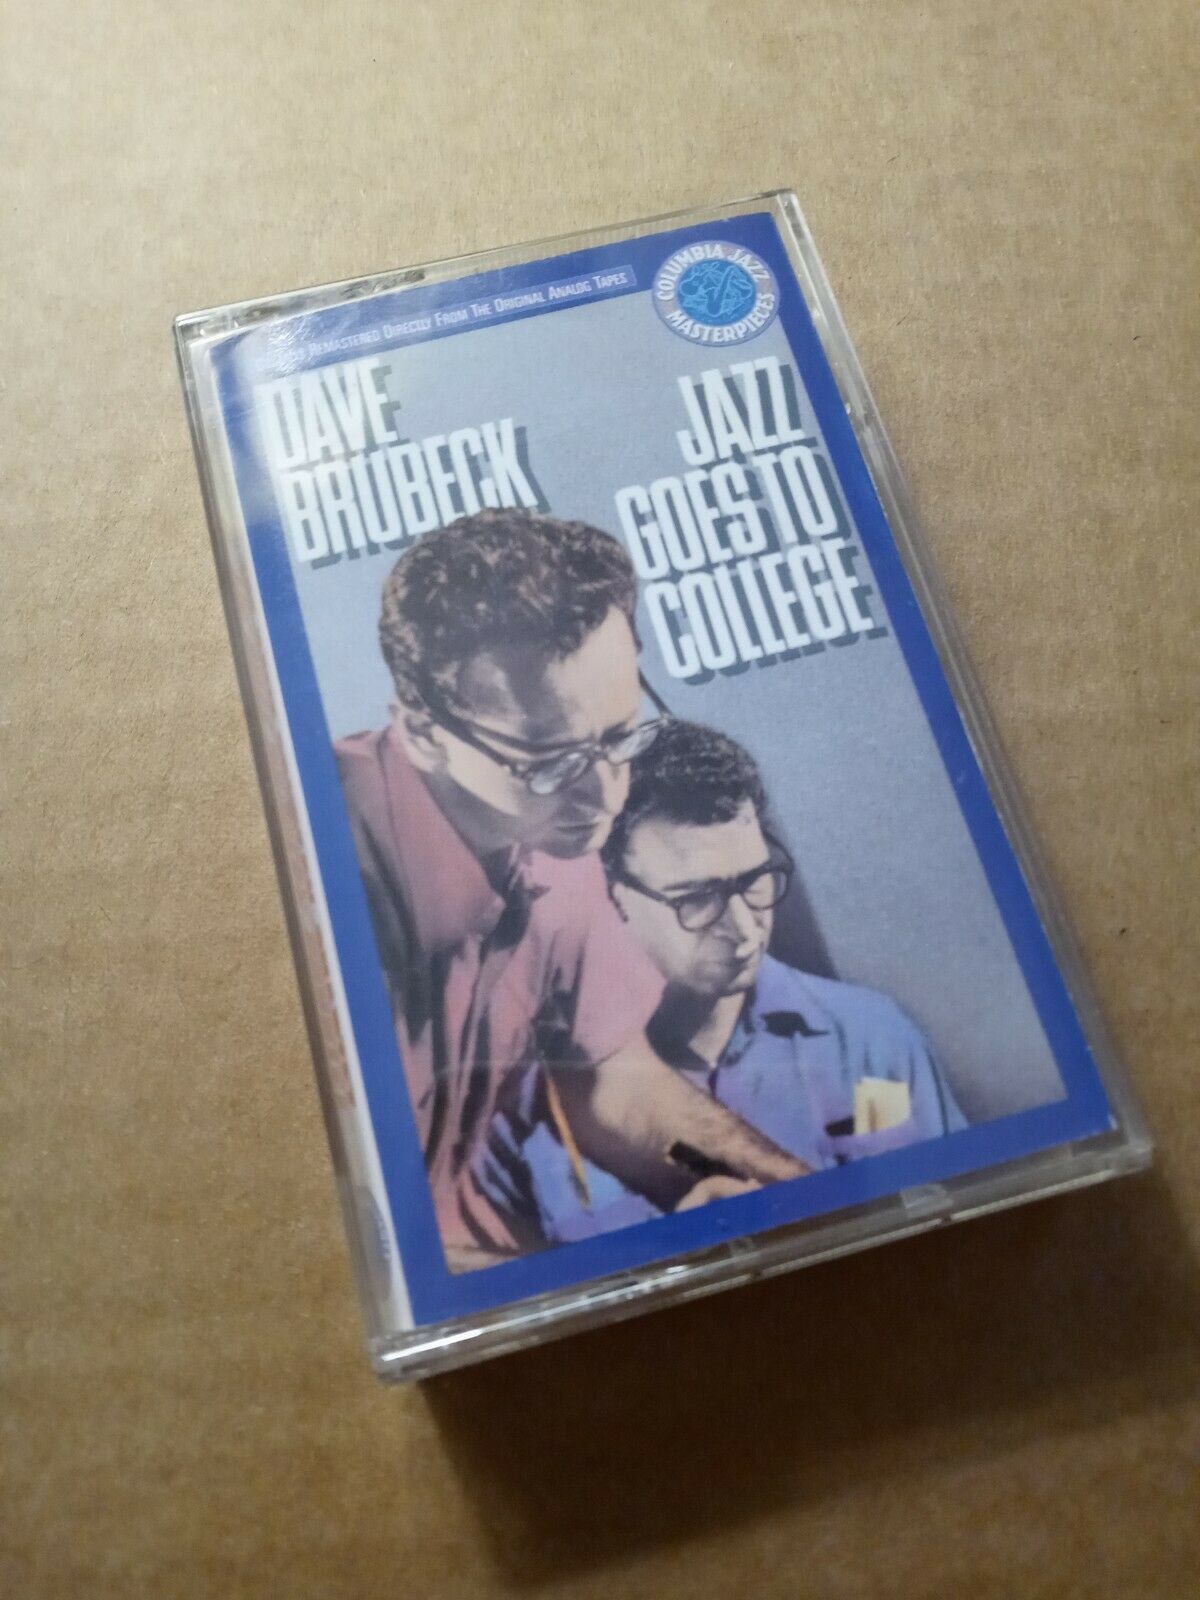 REMASTERED DIRECTLY FROM THE ORIGINAL ANALOG TAPES
COLUMBIA JAZZ
MASTERPIECES
DAVE
BRUBECK
JAZZ
GOES TO
COLLEGE